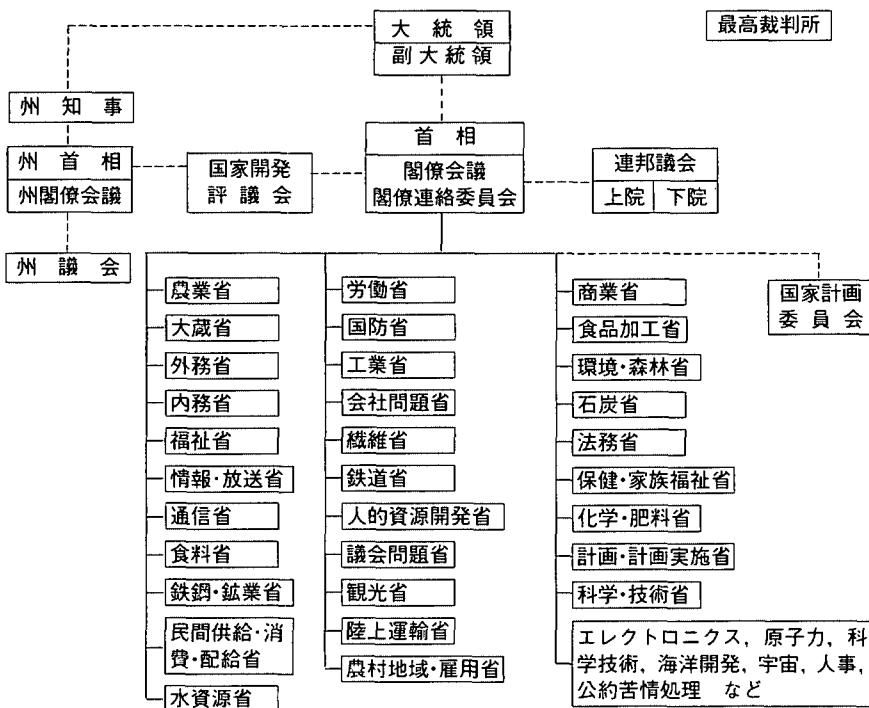 大統領
副大統領
最高裁判所
州知事
州首相
州閣僚会議
国家開発
評議会
首相
閣僚会議
閣僚連絡委員会
連邦議会
上院 下院
州議会
農業省
大蔵省
外務省
内務省
福祉省
情報・放送省
通信省
食料省
鉄鋼・鉱業省
民間供給・消
費・配給省
水資源省
労働省
国防省
工業省
会社問題省
繊維省
鉄道省
人的資源開発省
議会問題省
観光省
陸上運輸省
農村地域・雇用省
商業省
食品加工省
環境・森林省
石炭省
法務省
保健・家族福祉省
化学・肥料省
計画・計画実施省
科学・技術省
エレクトロニクス，原子力，科
学技術，海洋開発，宇宙，人事，
公約苦情処理 など
国家計画
委員会